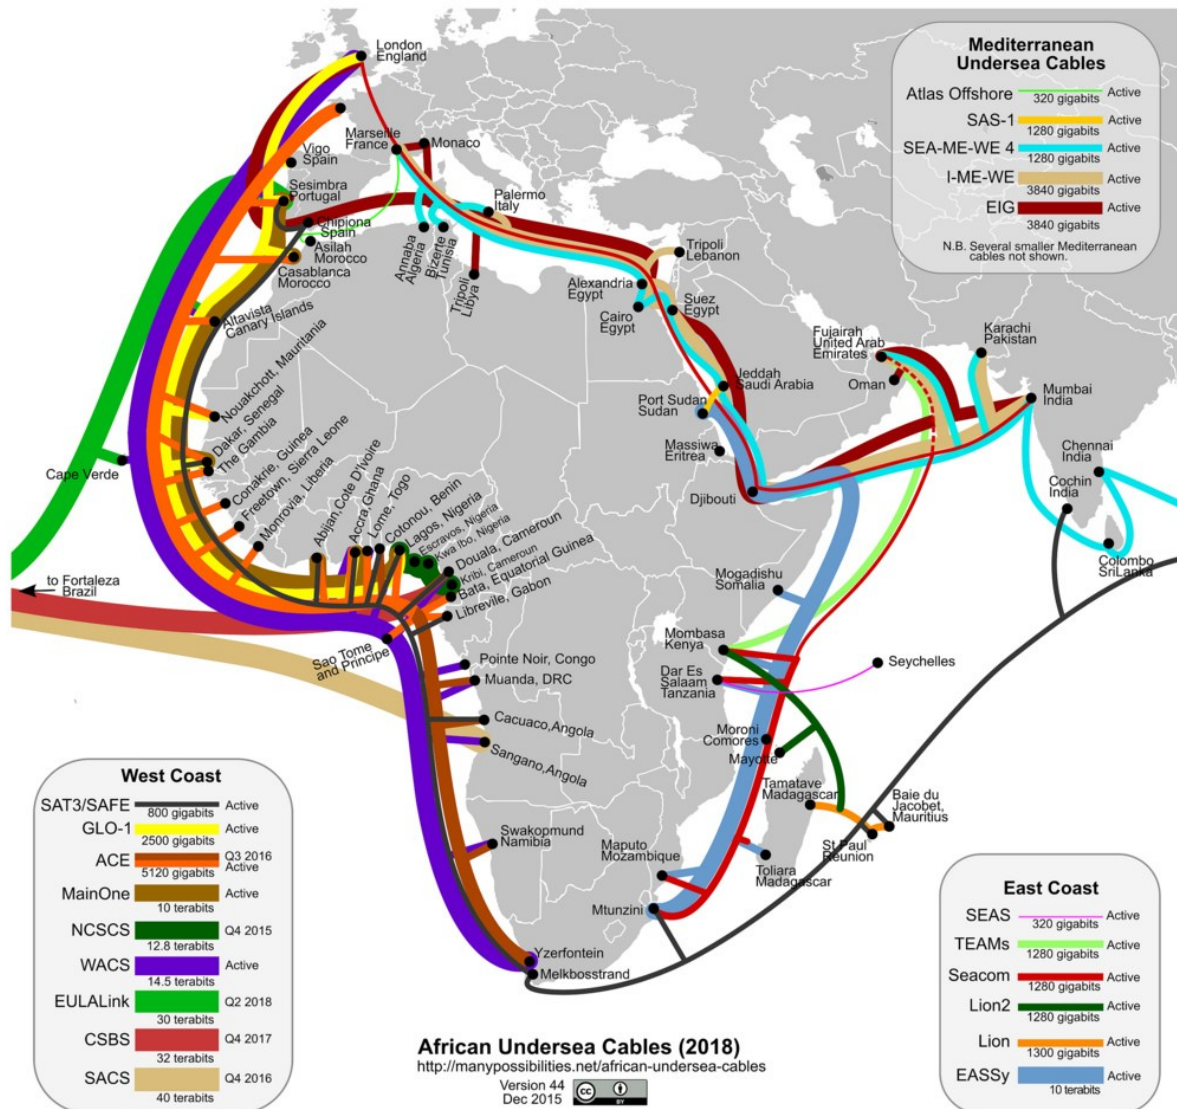 London
England
Marseille
France
Monaco
Vigo
Spain
Sesimbra
Portugal
Palermo
Italy
Chipiona
Spain
Asilah
Morocco
Casablanca
Morocco
Annaba
Algeria
Bizerte
Tunisia
Tripoli
Libya
Tripoli
Lebanon
Alexandria
Egypt
Cairo
Egypt
Suez
Egypt
Altavista
Canary Islands
Fujairah
United Arab
Emirates
Karachi
Pakistan
Oman
Mumbai
India
Jeddah
Saudi Arabia
Port Sudan
Sudan
Massiwa
Eritrea
Djibouti
Chennai
India
Cochin
India
Colombo
SriLanka
Nouakchott, Mauritania
Dakar, Senegal
The Gambia
Cape Verde
Conakrie, Guinea
Freetown, Sierra Leone
Monrovia, Liberia
Abijan,Cote D'Ivoire
Accra,Ghana
Lome, Togo
Cotonou, Benin
Lagos, Nigeria
Escravos, Nigeria
Kwa Ibo, Nigeria
Douala, Cameroun
Kribi, Cameroun
Bata, Equatorial Guinea
Libreville, Gabon
to Fortaleza
Brazil
Sao Tome
and Principe
Pointe Noir, Congo
Muanda, DRC
Cacuaco,Angola
Sangano,Angola
Mogadishu
Somalia
Mombasa
Kenya
Dar Es
Salaam
Tanzania
Seychelles
Moroni
Comores
Mayotte
Tamatave
Madagascar
Baie du
Jacobet,
Mauritius
St Paul
Reunion
Toliara
Madagascar
Swakopmund
Namibia
Maputo
Mozambique
Mtunzini
Yzerfontein
Melkbosstrand
Mediterranean
Undersea Cables
Atlas Offshore Active
320 gigabits
SAS-1 Active
1280 gigabits
SEA-ME-WE 4 Active
1280 gigabits
I-ME-WE Active
3840 gigabits
EIG Active
3840 gigabits
N.B. Several smaller Mediterranean
cables not shown.
West Coast
SAT3/SAFE Active
800 gigabits
GLO-1 Active
2500 gigabits
ACE Q3 2016
Active
5120 gigabits
MainOne Active
10 terabits
NCSCS Q4 2015
12.8 terabits
WACS Active
14.5 terabits
EULALink Q2 2018
30 terabits
CSBS Q4 2017
32 terabits
SACS Q4 2016
40 terabits
East Coast
SEAS Active
320 gigabits
TEAMs Active
1280 gigabits
Seacom Active
1280 gigabits
Lion2 Active
1280 gigabits
Lion Active
1300 gigabits
EASSy Active
10 terabits
African Undersea Cables (2018)
http://manypossibilities.net/african-undersea-cables
Version 44
Dec 2015
cc
BY